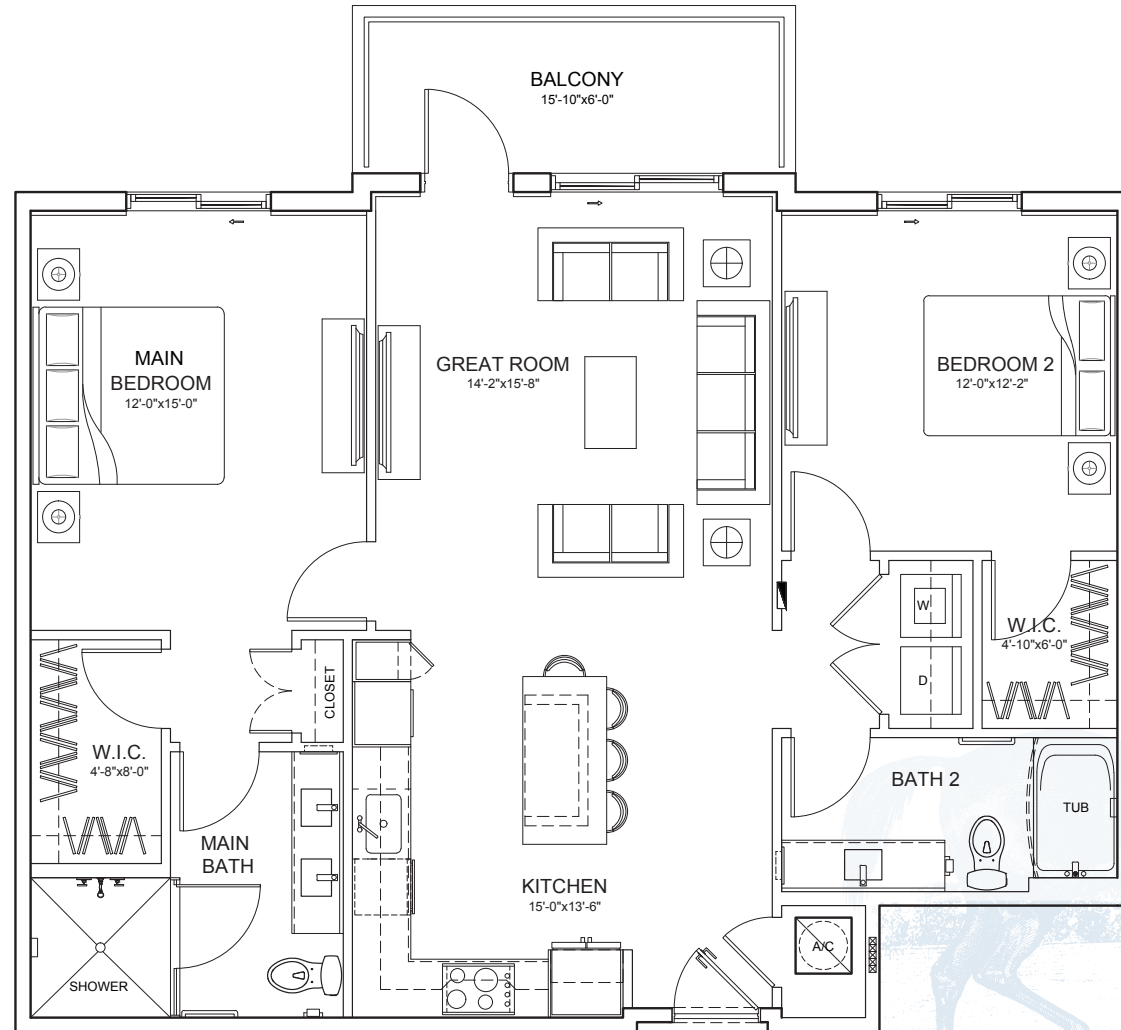 BALCONY
15'-10"x6'-0"
MAIN
BEDROOM
12'-0"x15'-0"
GREAT ROOM
14'-2"x15'-8"
BEDROOM 2
12'-0"x12'-2"
W
D
W.I.C.
4'-10"x6'-0"
CLOSET
W.I.C.
4'-8"x8'-0"
MAIN
BATH
BATH 2
TUB
KITCHEN
15'-0"x13'-6"
A/C
SHOWER